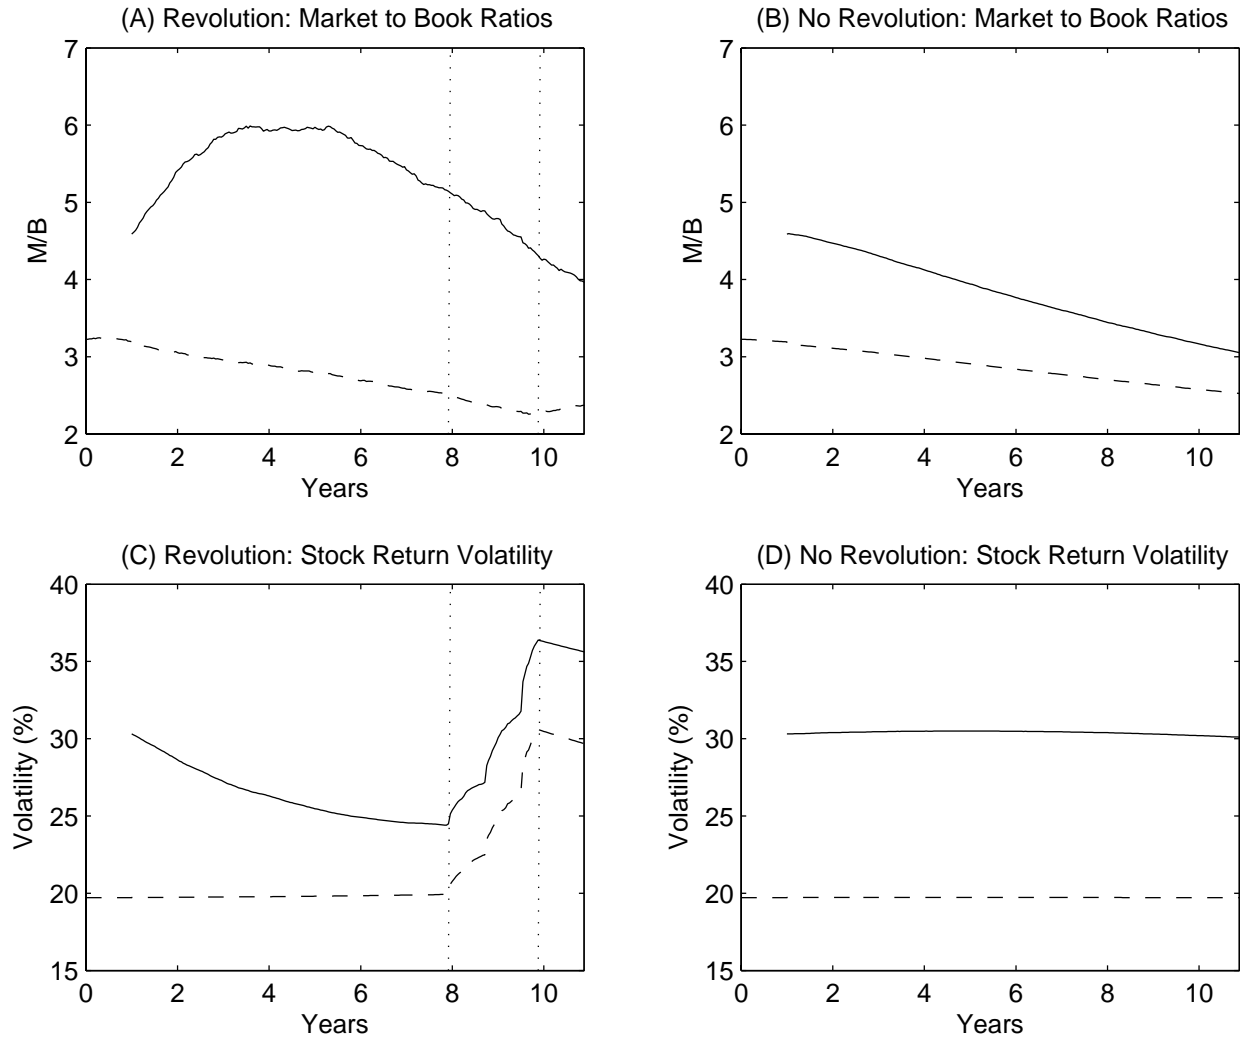 (A) Revolution: Market to Book Ratios
7
6
5
4
3
2
M/B
0 2 4 6 8 10
Years
(B) No Revolution: Market to Book Ratios
7
6
5
4
3
2
M/B
0 2 4 6 8 10
Years
(C) Revolution: Stock Return Volatility
40
35
30
25
20
15
Volatility (%)
0 2 4 6 8 10
Years
(D) No Revolution: Stock Return Volatility
40
35
30
25
20
15
Volatility (%)
0 2 4 6 8 10
Years